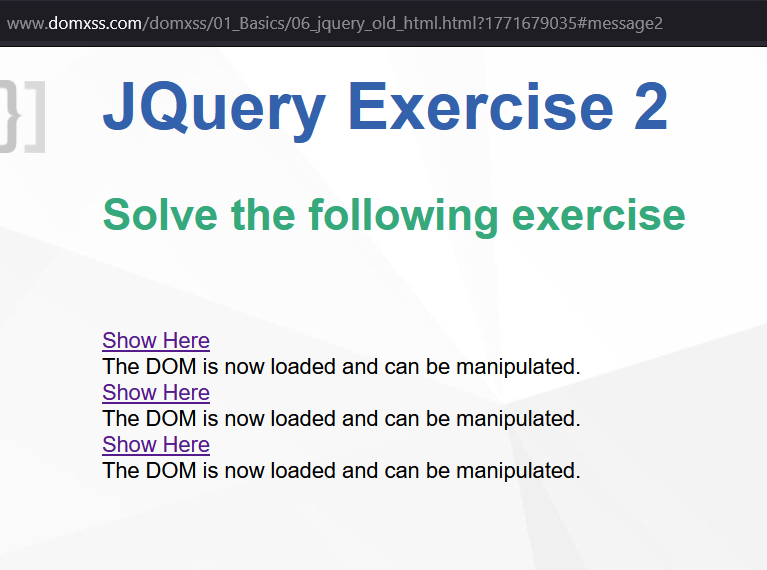 www.domxss.com/domxss/01_Basics/06_jquery_old_html.html?1771679035#message2
}]
JQuery Exercise 2
Solve the following exercise
Show Here
The DOM is now loaded and can be manipulated.
Show Here
The DOM is now loaded and can be manipulated.
Show Here
The DOM is now loaded and can be manipulated.